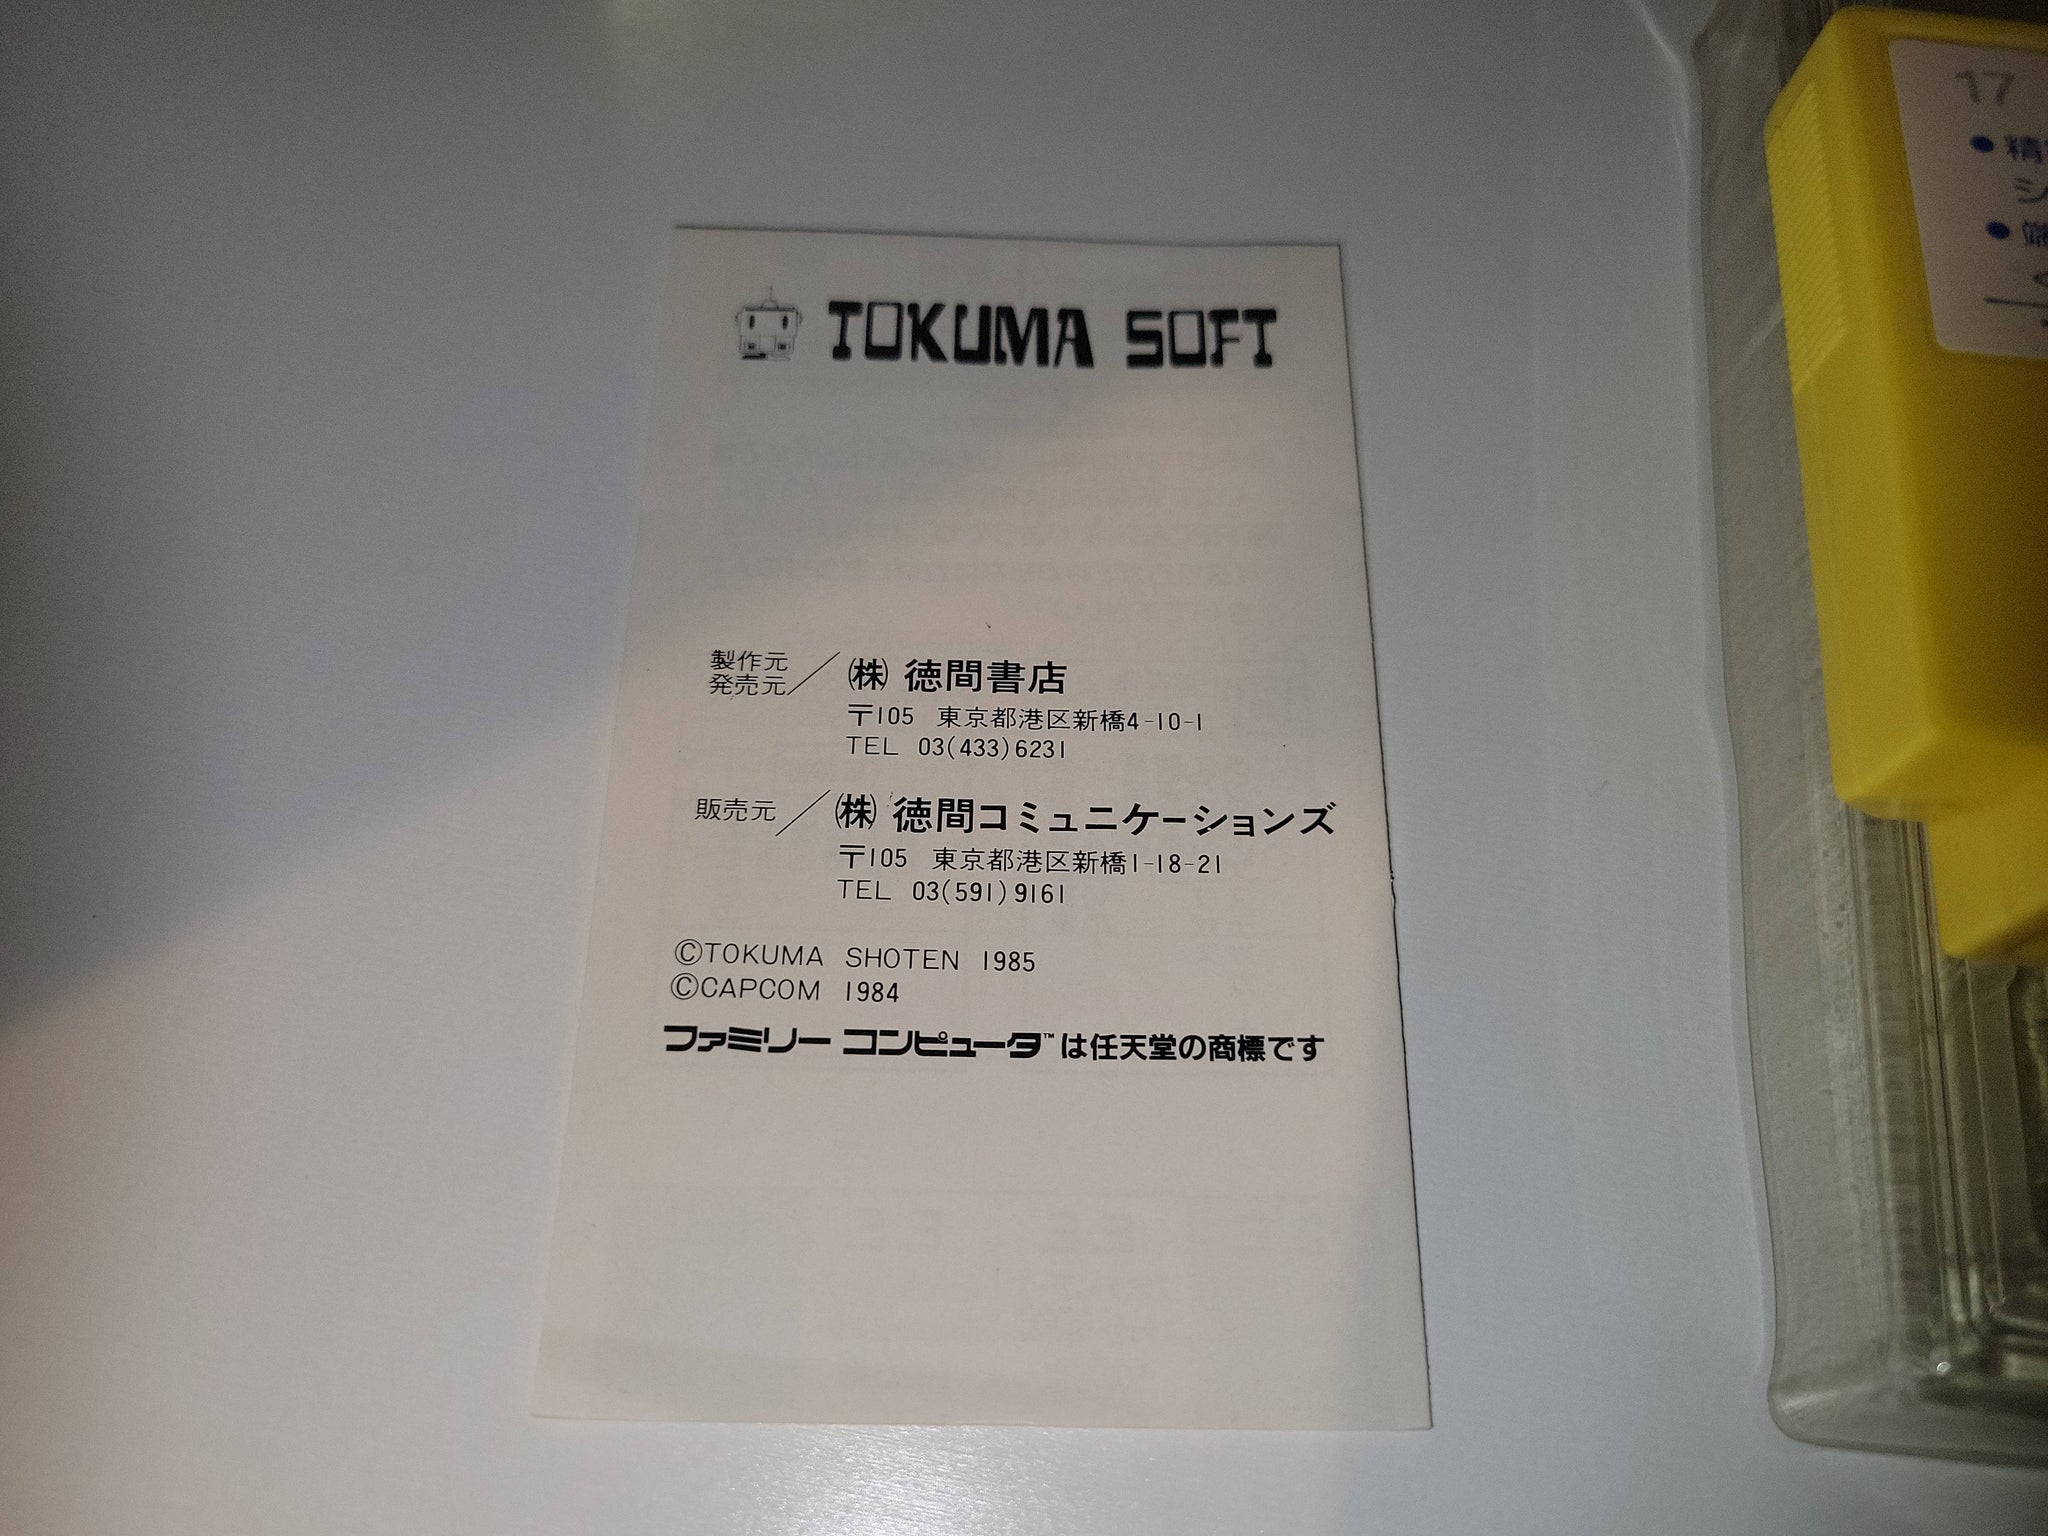 TOKUMA SOFT
製作元
発売元
㈱ 徳間書店
〒105 東京都港区新橋4-10-1
TEL 03(433)6231
販売元 ㈱ 徳間コミュニケーションズ
〒105 東京都港区新橋1-18-21
TEL 03(591)9161
©TOKUMA SHOTEN 1985
©CAPCOM 1984
ファミリー コンピュータ™は任天堂の商標です
17
●精
シ